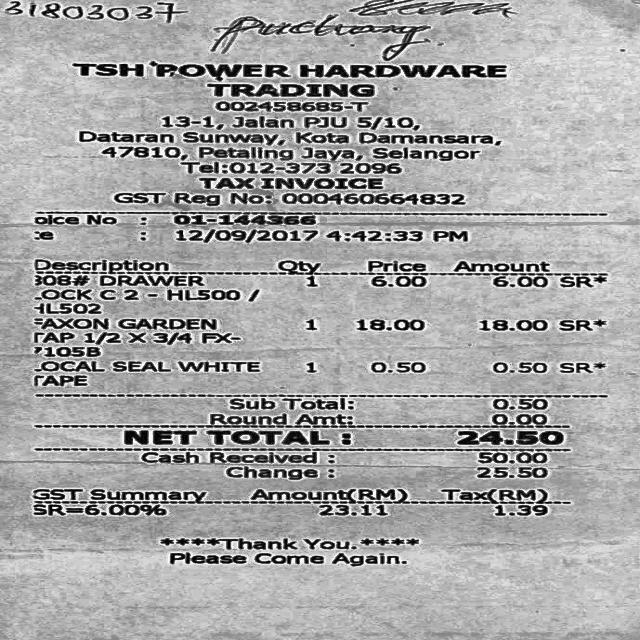 31803037
TSH POWER HARDWARE
TRADING
002458685-T
13-1, Jalan PJU 5/10,
Dataran Sunway, Kota Damansara,
47810, Petaling Jaya, Selangor
Tel:012-373 2096
TAX INVOICE
GST Reg No: 000460664832
oice No : 01-144366
:e : 12/09/2017 4:42:33 PM
Description Qty Price Amount
808# DRAWER 1 6.00 6.00 SR*
LOCK C 2 - HL500 /
HL502
FAXON GARDEN 1 18.00 18.00 SR*
TAP 1/2 X 3/4 FX-
7105B
LOCAL SEAL WHITE 1 0.50 0.50 SR*
TAPE
Sub Total: 0.50
Round Amt: 0.00
NET TOTAL : 24.50
Cash Received : 50.00
Change : 25.50
GST Summary Amount(RM) Tax(RM)
SR=6.00% 23.11 1.39
****Thank You.****
Please Come Again.